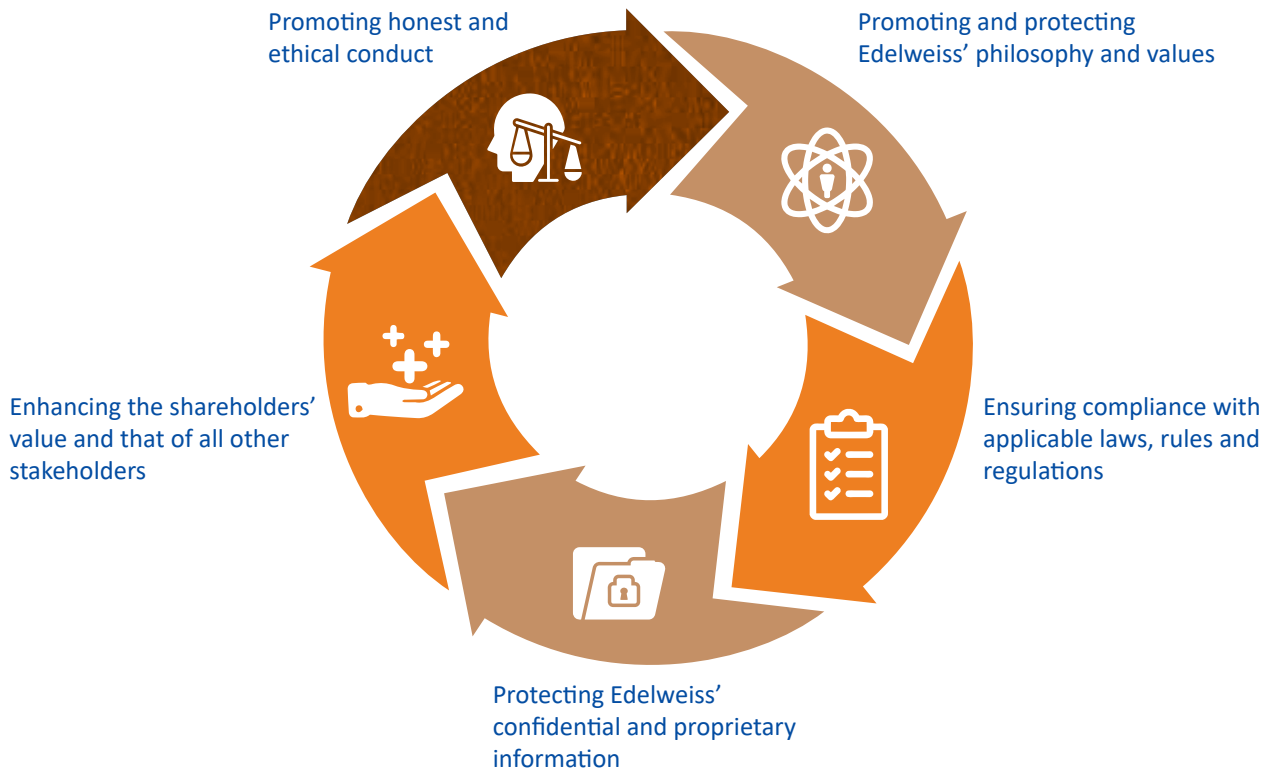 Promoting honest and
ethical conduct
Promoting and protecting
Edelweiss’ philosophy and values
Ensuring compliance with
applicable laws, rules and
regulations
Protecting Edelweiss’
confidential and proprietary
information
Enhancing the shareholders’
value and that of all other
stakeholders